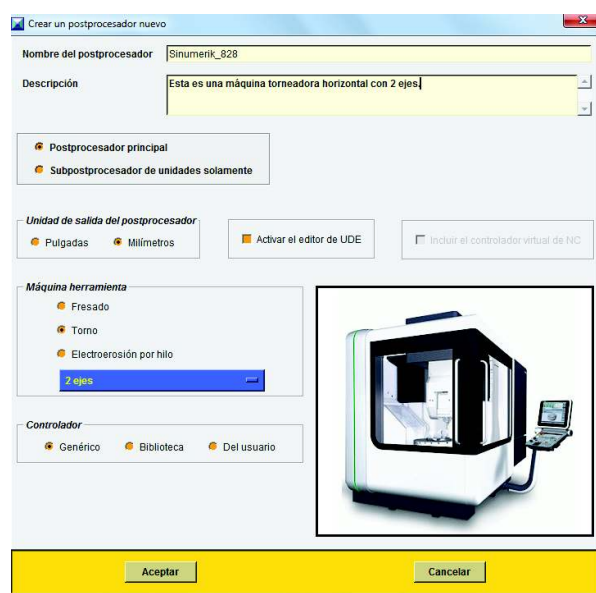 Crear un postprocesador nuevo
Nombre del postprocesador Sinumerik_828
Descripción Esta es una máquina torneadora horizontal con 2 ejes.
Postprocesador principal
Subpostprocesador de unidades solamente
Unidad de salida del postprocesador
Pulgadas Milímetros Activar el editor de UDE Incluir el controlador virtual de NC
Máquina herramienta
Fresado
Torno
Electroerosión por hilo
2 ejes
Controlador
Genérico Biblioteca Del usuario
Aceptar Cancelar